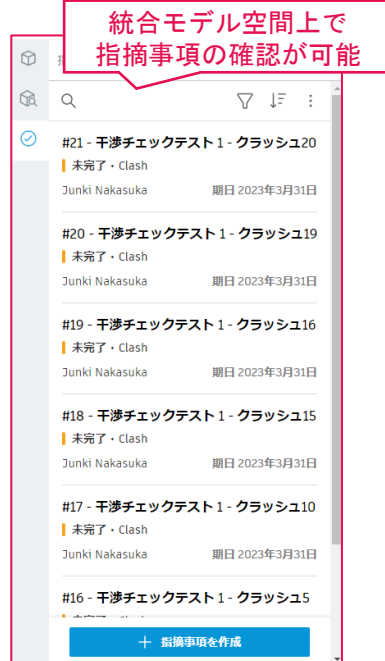 統合モデル空間上で
指摘事項の確認が可能
#21 - 干渉チェックテスト 1 - クラッシュ20
未完了・Clash
Junki Nakasuka 期日 2023年3月31日
#20 - 干渉チェックテスト 1 - クラッシュ19
未完了・Clash
Junki Nakasuka 期日 2023年3月31日
#19 - 干渉チェックテスト 1 - クラッシュ16
未完了・Clash
Junki Nakasuka 期日 2023年3月31日
#18 - 干渉チェックテスト 1 - クラッシュ15
未完了・Clash
Junki Nakasuka 期日 2023年3月31日
#17 - 干渉チェックテスト 1 - クラッシュ10
未完了・Clash
Junki Nakasuka 期日 2023年3月31日
#16 - 干渉チェックテスト 1 - クラッシュ5
＋ 指摘事項を作成